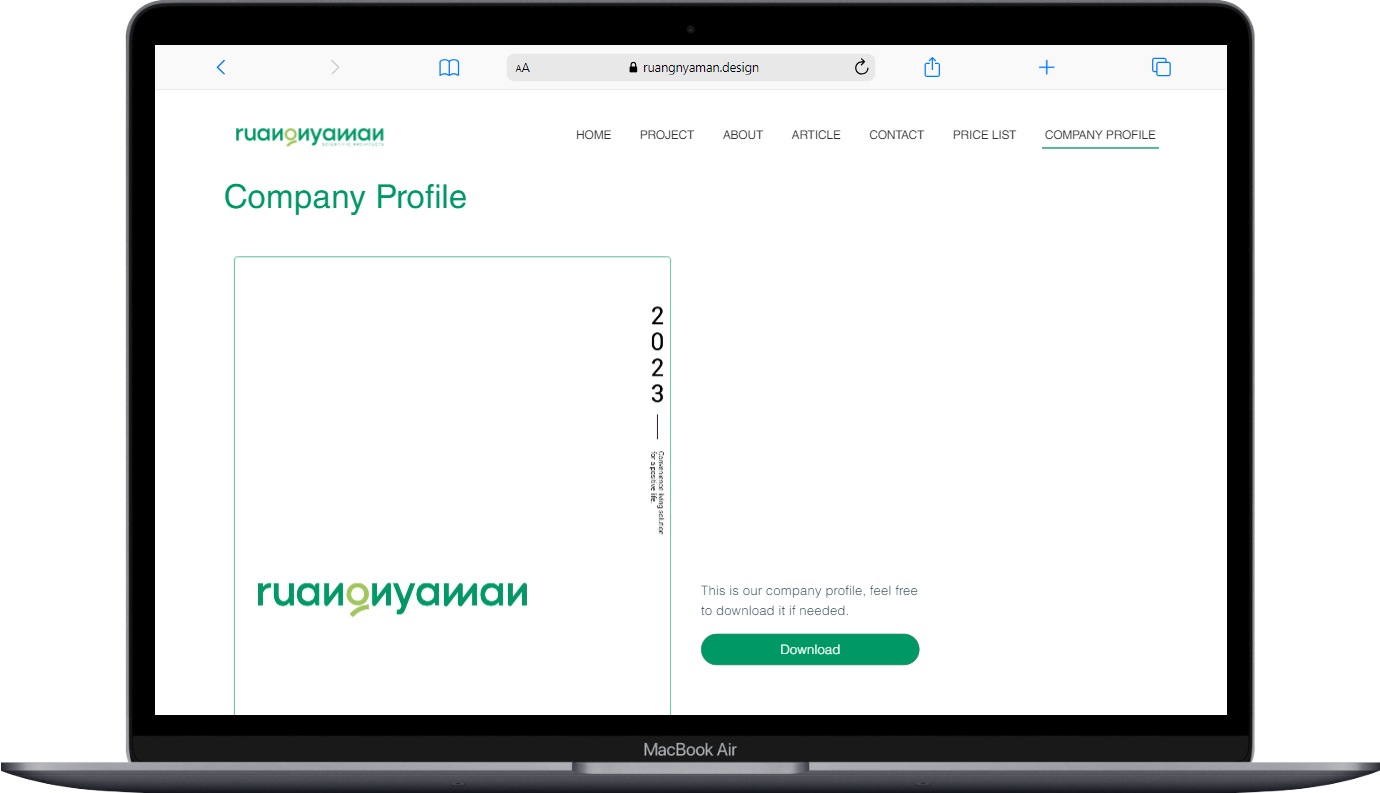 AA ruangnyaman.design
ruangnyaman
SCIENTIFIC ARCHITECTS
HOME PROJECT ABOUT ARTICLE CONTACT PRICE LIST COMPANY PROFILE
Company Profile
2
0
2
3
Convenience living solution
for a positive life.
ruangnyaman
This is our company profile, feel free
to download it if needed.
Download
MacBook Air